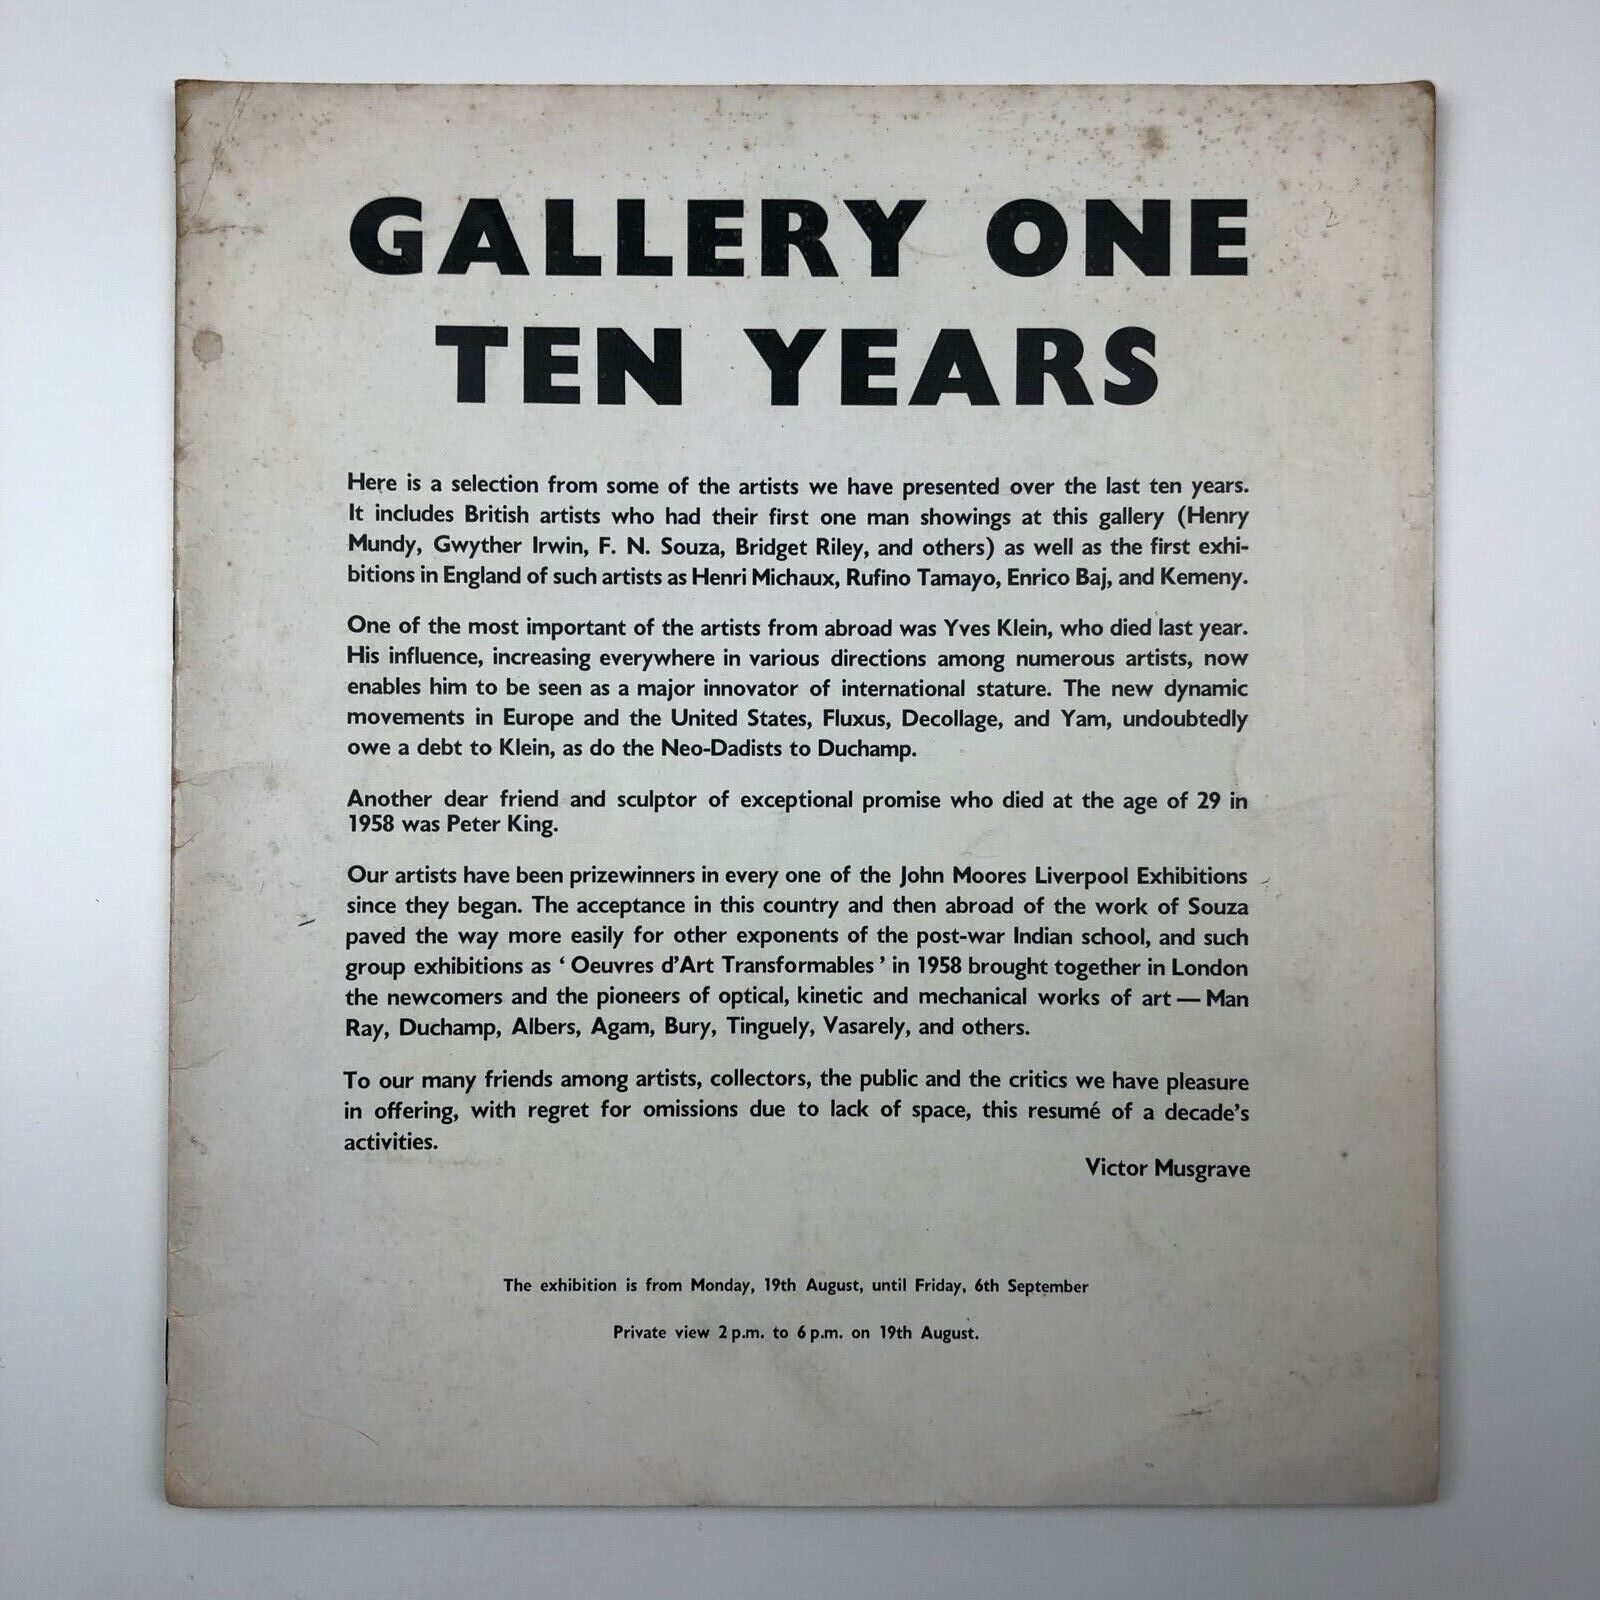 GALLERY ONE
TEN YEARS
Here is a selection from some of the artists we have presented over the last ten years.
It includes British artists who had their first one man showings at this gallery (Henry
Mundy, Gwyther Irwin, F. N. Souza, Bridget Riley, and others) as well as the first exhi-
bitions in England of such artists as Henri Michaux, Rufino Tamayo, Enrico Baj, and Kemeny.
One of the most important of the artists from abroad was Yves Klein, who died last year.
His influence, increasing everywhere in various directions among numerous artists, now
enables him to be seen as a major innovator of international stature. The new dynamic
movements in Europe and the United States, Fluxus, Decollage, and Yam, undoubtedly
owe a debt to Klein, as do the Neo-Dadists to Duchamp.
Another dear friend and sculptor of exceptional promise who died at the age of 29 in
1958 was Peter King.
Our artists have been prizewinners in every one of the John Moores Liverpool Exhibitions
since they began. The acceptance in this country and then abroad of the work of Souza
paved the way more easily for other exponents of the post-war Indian school, and such
group exhibitions as ‘ Oeuvres d’Art Transformables ’ in 1958 brought together in London
the newcomers and the pioneers of optical, kinetic and mechanical works of art — Man
Ray, Duchamp, Albers, Agam, Bury, Tinguely, Vasarely, and others.
To our many friends among artists, collectors, the public and the critics we have pleasure
in offering, with regret for omissions due to lack of space, this resumé of a decade’s
activities.
Victor Musgrave
The exhibition is from Monday, 19th August, until Friday, 6th September
Private view 2 p.m. to 6 p.m. on 19th August.